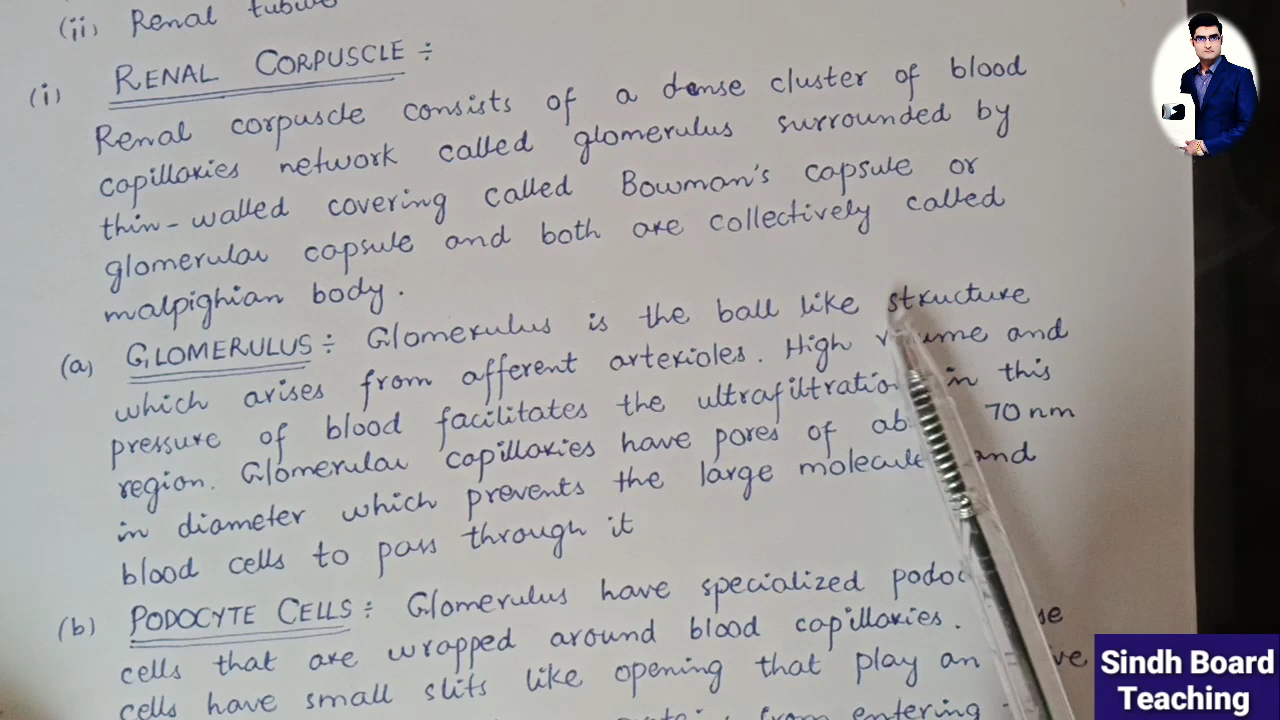 (ii) Renal
(i) RENAL CORPUSCLE ÷
Renal corpuscle consists of a dense cluster of blood
capillaries network called glomerulus surrounded by
thin-walled covering called Bowman's capsule or
glomerular capsule and both are collectively called
malpighian body.
(a) GLOMERULUS ÷ Glomerulus is the ball like structure
which arises from afferent arterioles. High and
pressure of blood facilitates the ultrafiltration in this
region. Glomerular capillaries have pores of 70 nm
in diameter which prevents the large molecules and
blood cells to pass through it
(b) PODOCYTE CELLS ÷ Glomerulus have specialized
cells that are wrapped around blood capillaries.
cells have small slits like opening that play an
from entering
Sindh Board
Teaching